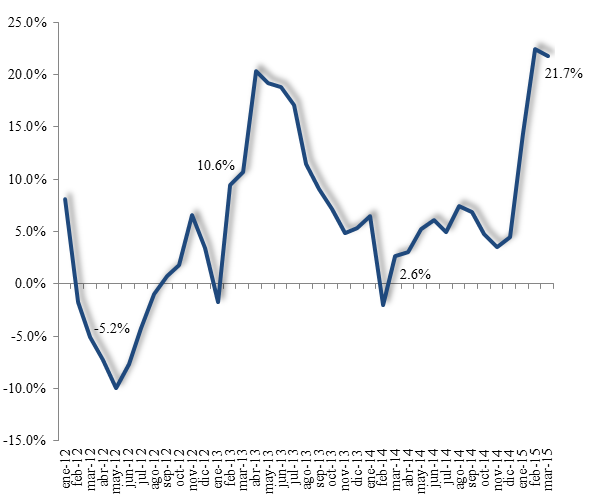 25.0%
20.0%
15.0%
10.0%
5.0%
0.0%
-5.0%
-10.0%
-15.0%
21.7%
10.6%
2.6%
-5.2%
ene-12
feb-12
mar-12
abr-12
may-12
jun-12
jul-12
ago-12
sep-12
oct-12
nov-12
dic-12
ene-13
feb-13
mar-13
abr-13
may-13
jun-13
jul-13
ago-13
sep-13
oct-13
nov-13
dic-13
ene-14
feb-14
mar-14
abr-14
may-14
jun-14
jul-14
ago-14
sep-14
oct-14
nov-14
dic-14
ene-15
feb-15
mar-15